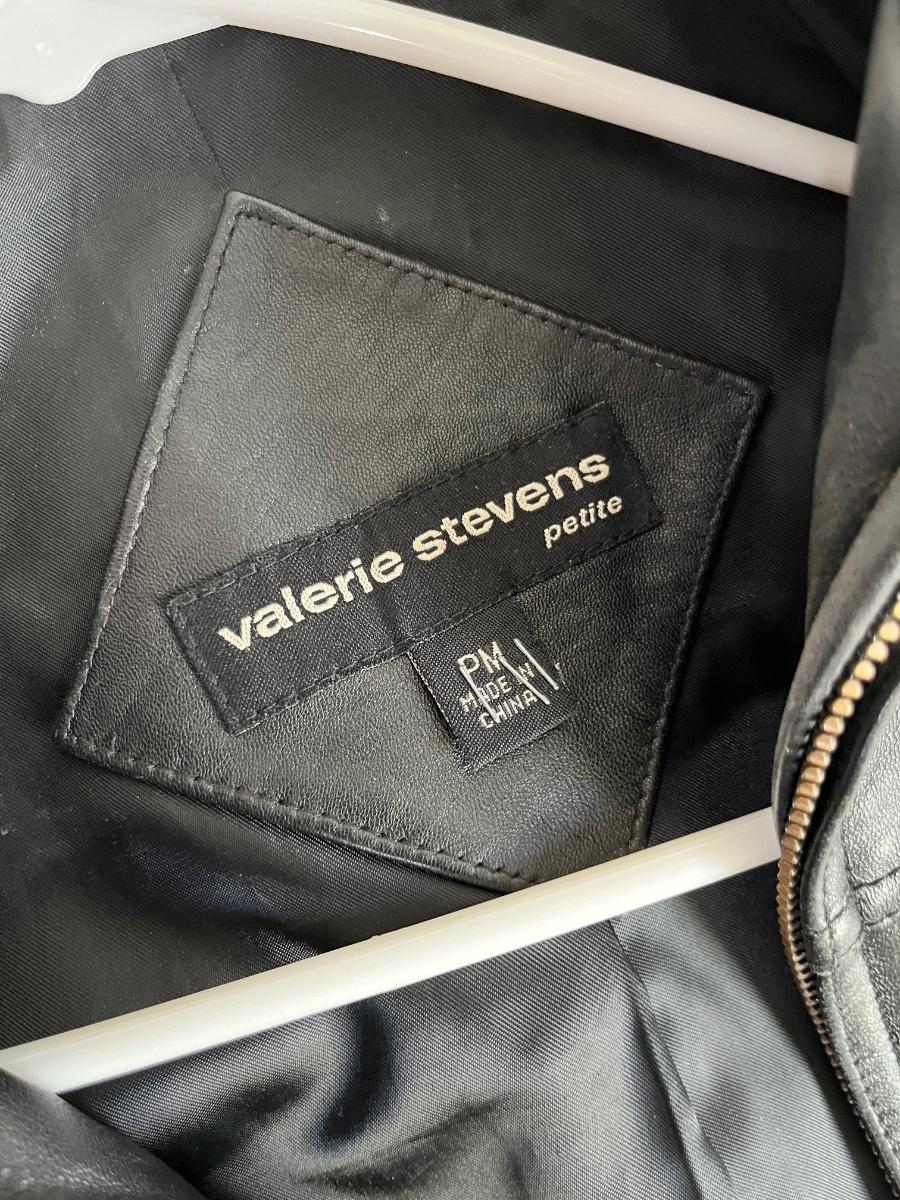 valerie stevens
petite
PM
MADE IN
CHINA